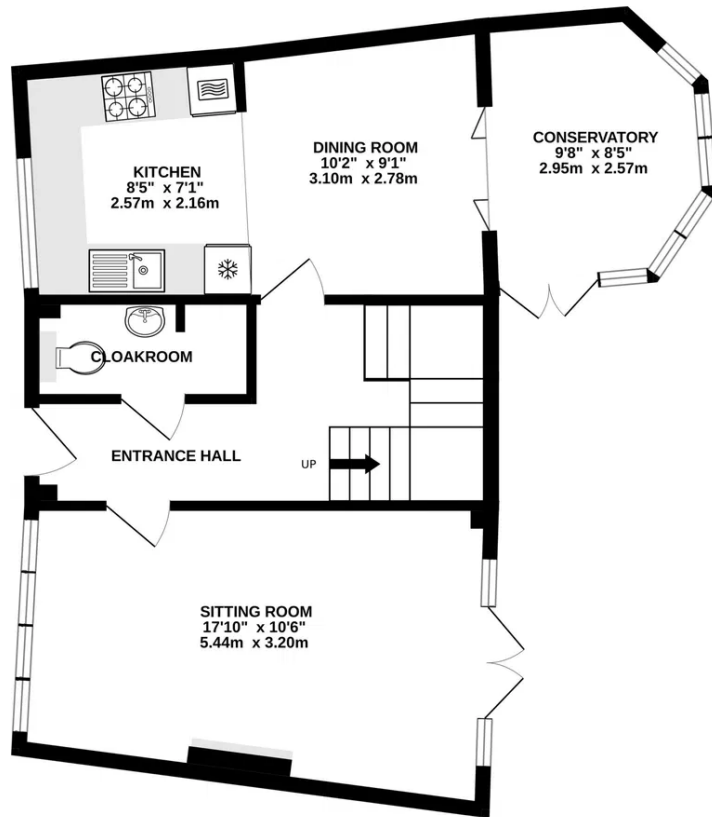 KITCHEN
8'5" x 7'1"
2.57m x 2.16m
DINING ROOM
10'2" x 9'1"
3.10m x 2.78m
CONSERVATORY
9'8" x 8'5"
2.95m x 2.57m
CLOAKROOM
ENTRANCE HALL
UP
SITTING ROOM
17'10" x 10'6"
5.44m x 3.20m